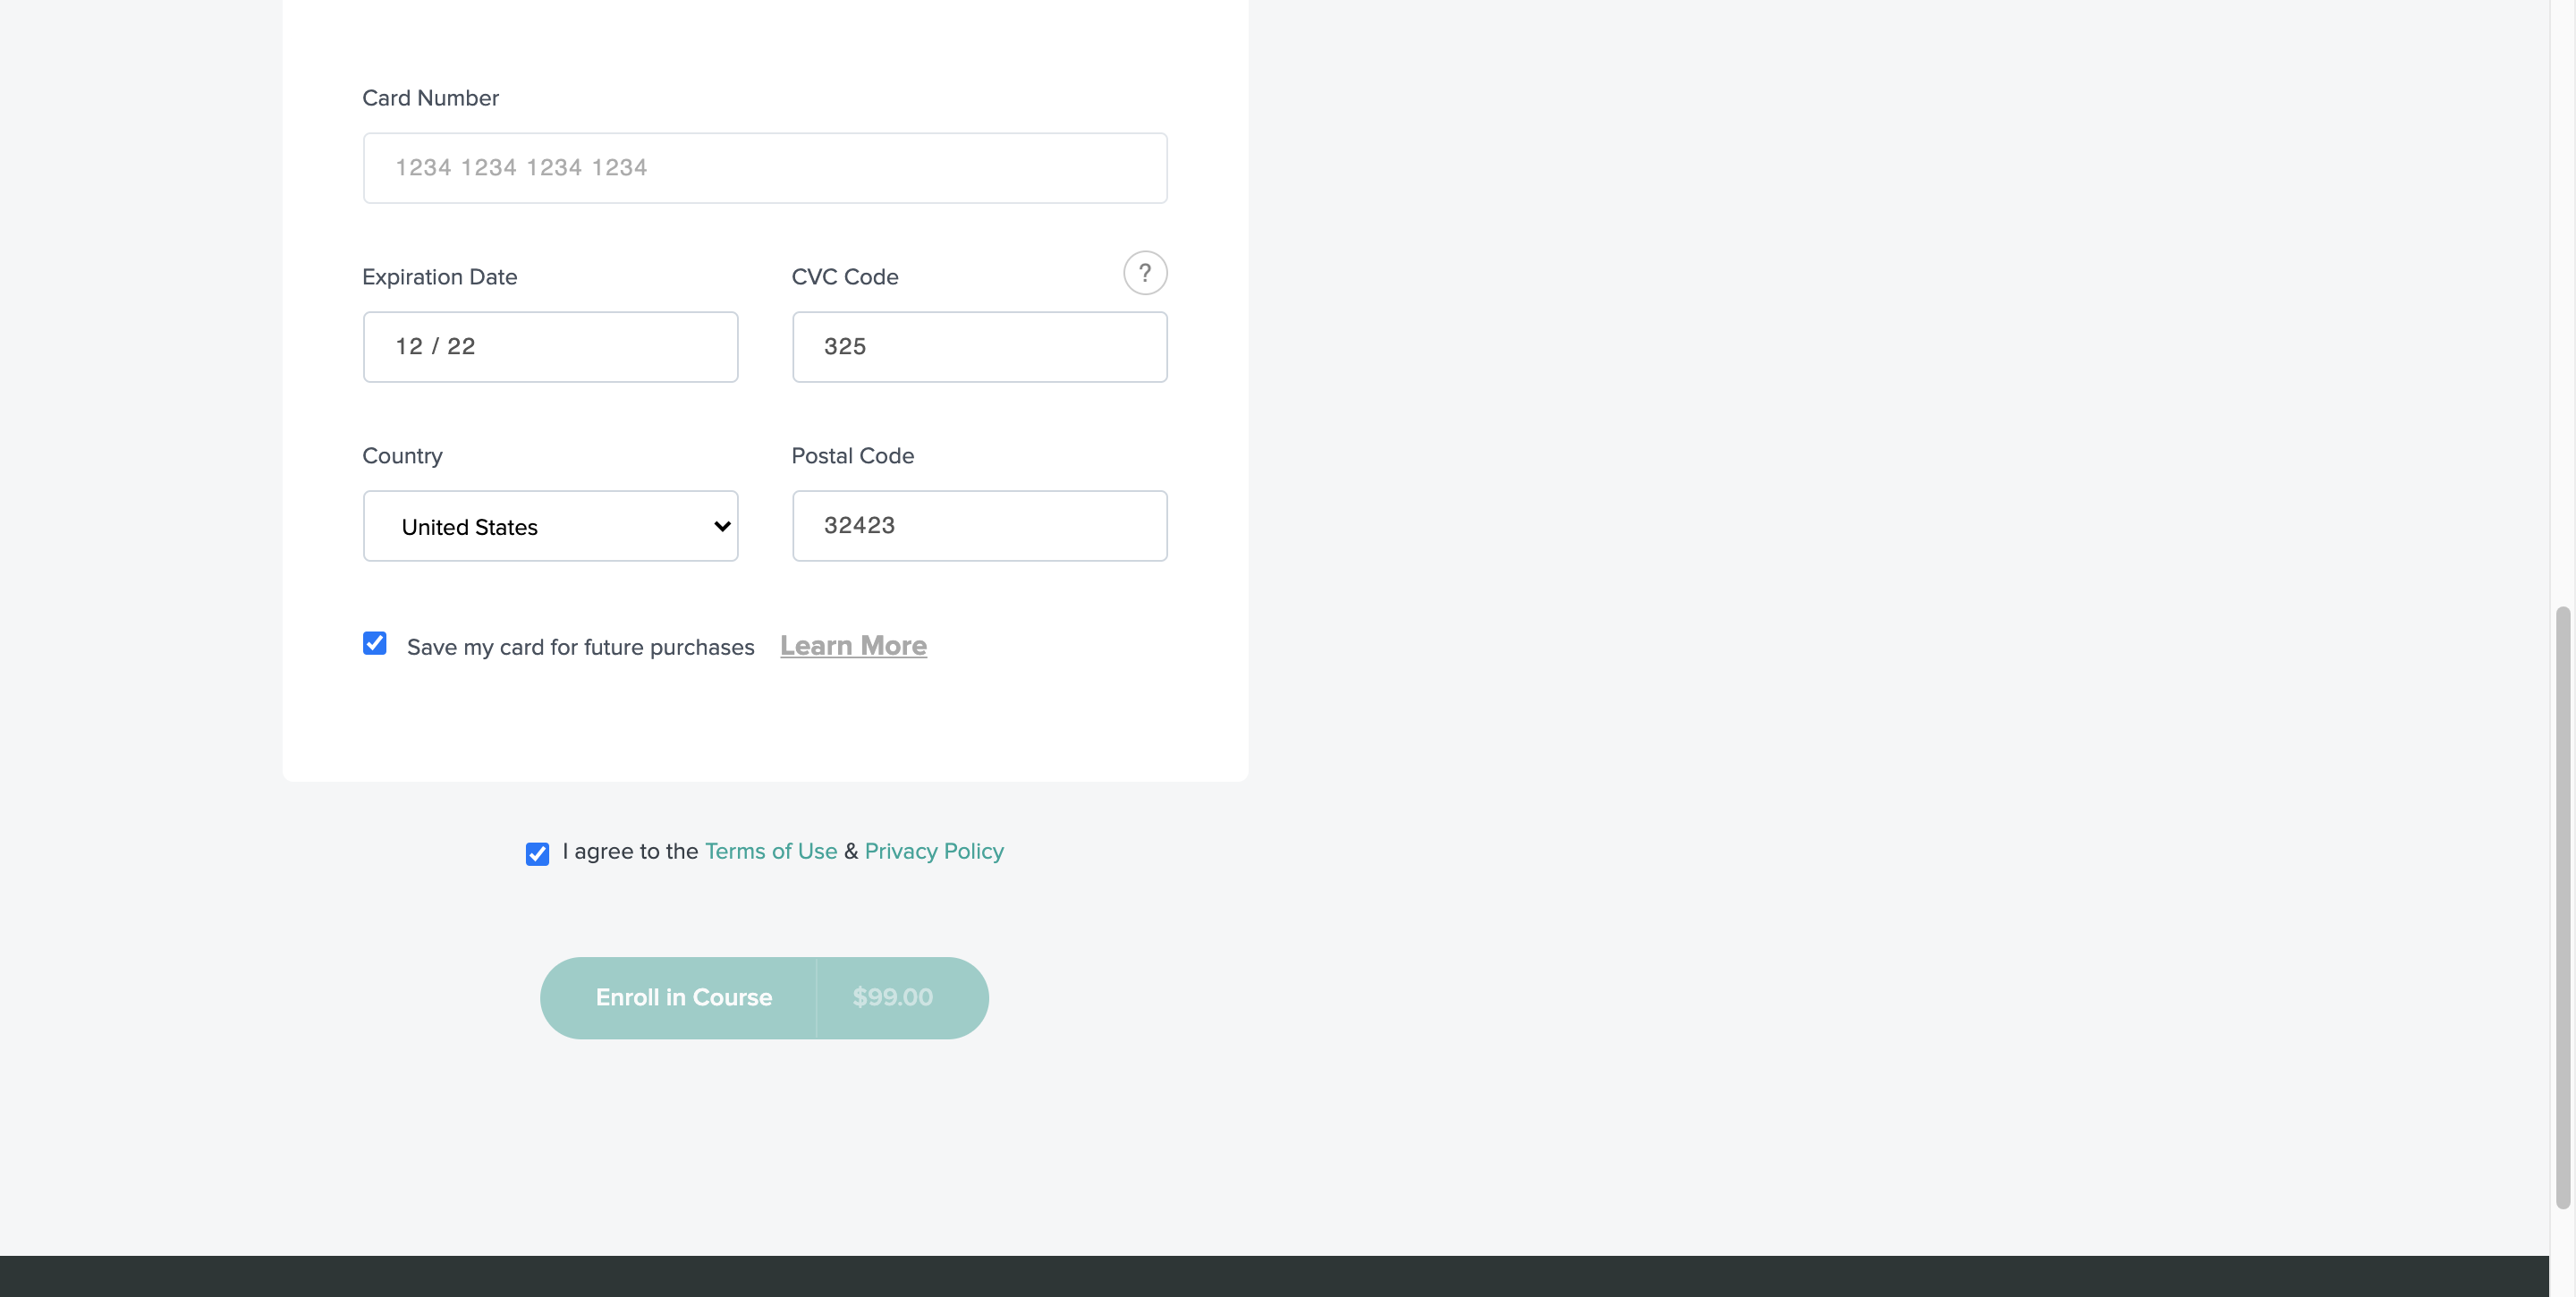 Card Number
1234 1234 1234 1234
Expiration Date
CVC Code
?
12 / 22
325
Country
Postal Code
United States
32423
Save my card for future purchases Learn More
I agree to the Terms of Use & Privacy Policy
Enroll in Course $99.00